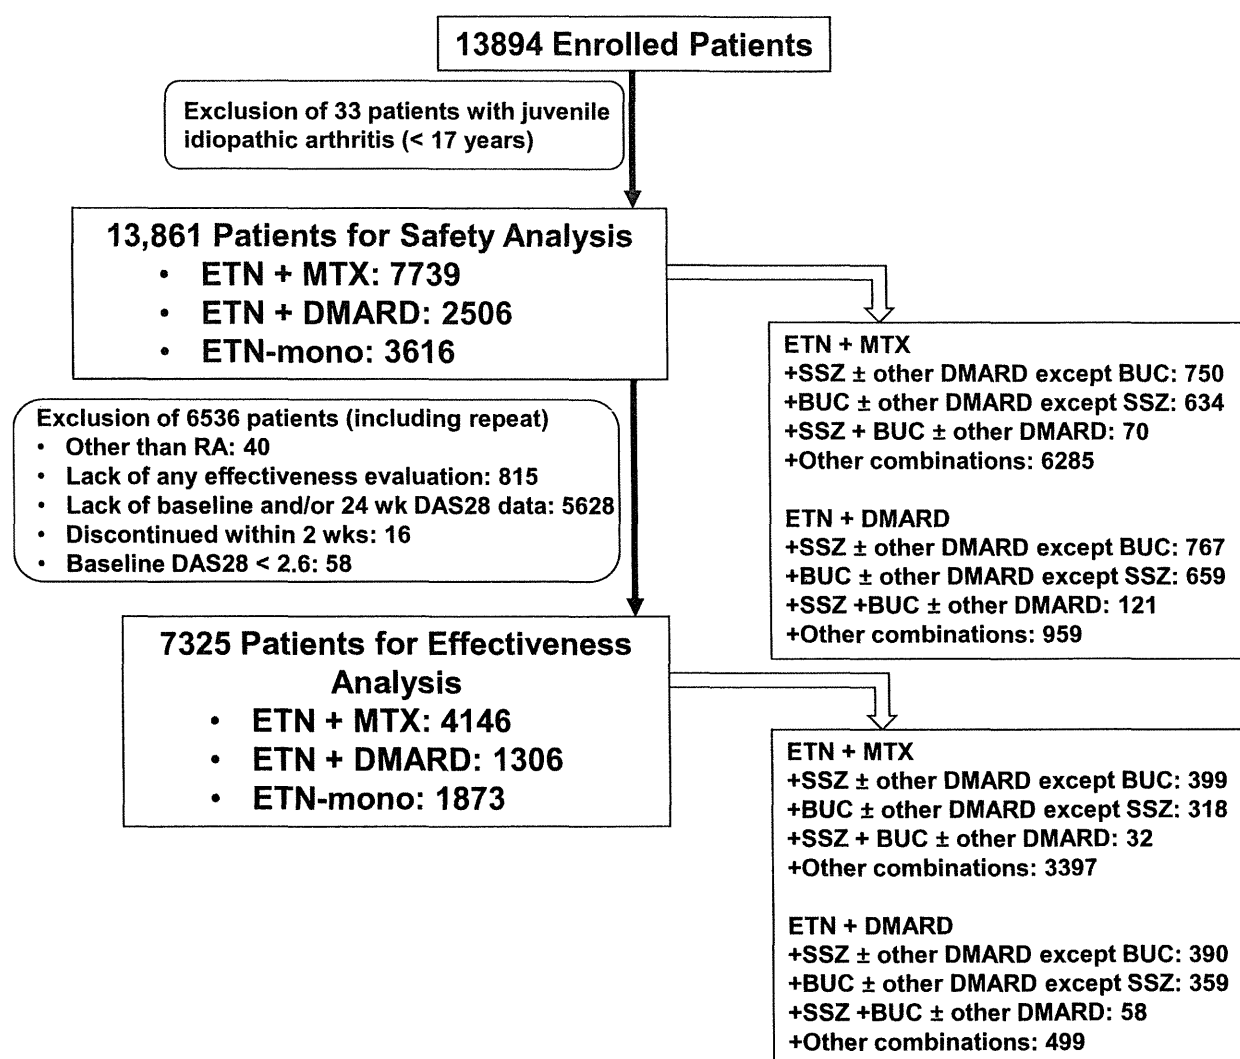 13894 Enrolled Patients
Exclusion of 33 patients with juvenile
idiopathic arthritis (< 17 years)
13,861 Patients for Safety Analysis
• ETN + MTX: 7739
• ETN + DMARD: 2506
• ETN-mono: 3616
ETN + MTX
+SSZ ± other DMARD except BUC: 750
+BUC ± other DMARD except SSZ: 634
+SSZ + BUC ± other DMARD: 70
+Other combinations: 6285
ETN + DMARD
+SSZ ± other DMARD except BUC: 767
+BUC ± other DMARD except SSZ: 659
+SSZ +BUC ± other DMARD: 121
+Other combinations: 959
Exclusion of 6536 patients (including repeat)
• Other than RA: 40
• Lack of any effectiveness evaluation: 815
• Lack of baseline and/or 24 wk DAS28 data: 5628
• Discontinued within 2 wks: 16
• Baseline DAS28 < 2.6: 58
7325 Patients for Effectiveness
Analysis
• ETN + MTX: 4146
• ETN + DMARD: 1306
• ETN-mono: 1873
ETN + MTX
+SSZ ± other DMARD except BUC: 399
+BUC ± other DMARD except SSZ: 318
+SSZ + BUC ± other DMARD: 32
+Other combinations: 3397
ETN + DMARD
+SSZ ± other DMARD except BUC: 390
+BUC ± other DMARD except SSZ: 359
+SSZ +BUC ± other DMARD: 58
+Other combinations: 499